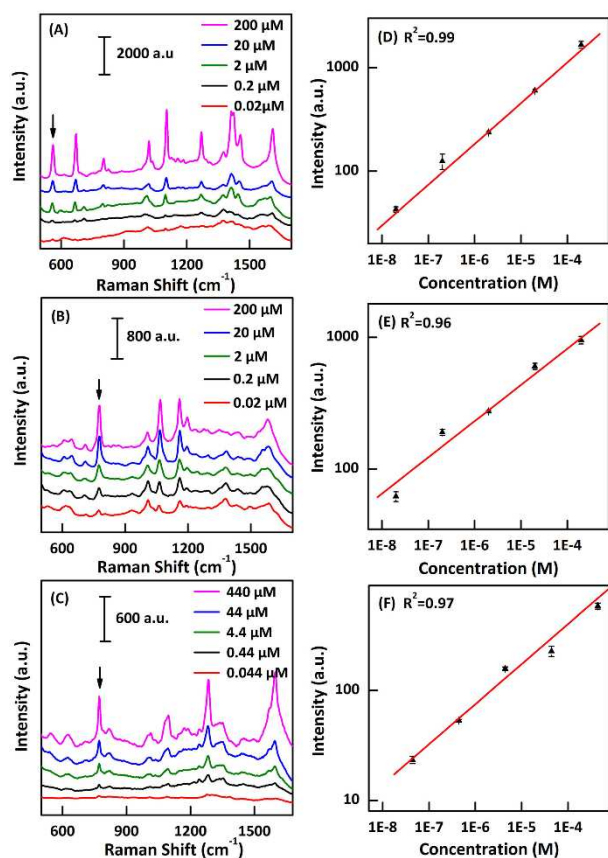 (A)
2000 a.u
200 μM
20 μM
2 μM
0.2 μM
0.02μM
Intensity (a.u.)
600 900 1200 1500
Raman Shift (cm⁻¹)
(D) R²=0.99
Intensity (a.u.)
1000
100
1E-8 1E-7 1E-6 1E-5 1E-4
Concentration (M)
(B)
800 a.u.
200 μM
20 μM
2 μM
0.2 μM
0.02 μM
Intensity (a.u.)
600 900 1200 1500
Raman Shift (cm⁻¹)
(E) R²=0.96
Intensity (a.u.)
1000
100
1E-8 1E-7 1E-6 1E-5 1E-4
Concentration (M)
(C)
600 a.u.
440 μM
44 μM
4.4 μM
0.44 μM
0.044 μM
Intensity (a.u.)
600 900 1200 1500
Raman Shift (cm⁻¹)
(F) R²=0.97
Intensity (a.u.)
100
10
1E-8 1E-7 1E-6 1E-5 1E-4
Concentration (M)